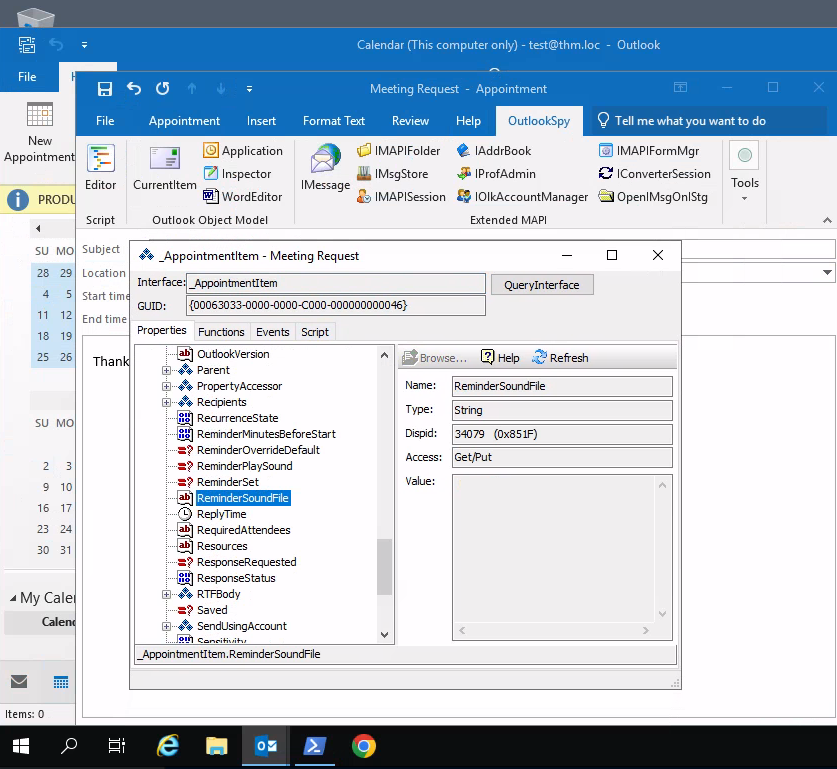 Calendar (This computer only) - test@thm.loc - Outlook
File
Meeting Request - Appointment
File Appointment Insert Format Text Review Help OutlookSpy Tell me what you want to do
New
Appointment
Editor
Script
CurrentItem
Application
Inspector
WordEditor
Outlook Object Model
IMessage
IMAPIFolder IAddrBook IMAPIFormMgr
IMsgStore IProfAdmin IConverterSession
IMAPISession IOlkAccountManager OpenIMsgOnIStg
Extended MAPI
Tools
PRODU
SU MO
28 29
4 5
11 12
18 19
25 26
SU MO
2 3
9 10
16 17
23 24
30 31
My Calen
Calend
Items: 0
Subject
Location
Start time
End time
Thank
_AppointmentItem - Meeting Request
Interface: _AppointmentItem QueryInterface
GUID: {00063033-0000-0000-C000-000000000046}
Properties Functions Events Script
OutlookVersion
Parent
PropertyAccessor
Recipients
RecurrenceState
ReminderMinutesBeforeStart
ReminderOverrideDefault
ReminderPlaySound
ReminderSet
ReminderSoundFile
ReplyTime
RequiredAttendees
Resources
ResponseRequested
ResponseStatus
RTFBody
Saved
SendUsingAccount
Sensitivity
Browse... Help Refresh
Name: ReminderSoundFile
Type: String
Dispid: 34079 (0x851F)
Access: Get/Put
Value:
_AppointmentItem.ReminderSoundFile